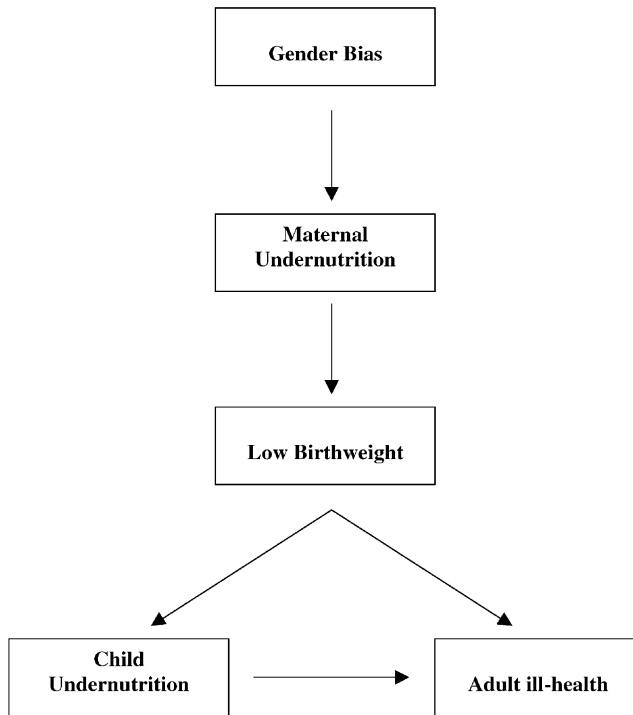 Gender Bias
Maternal
Undernutrition
Low Birthweight
Child
Undernutrition
Adult ill-health